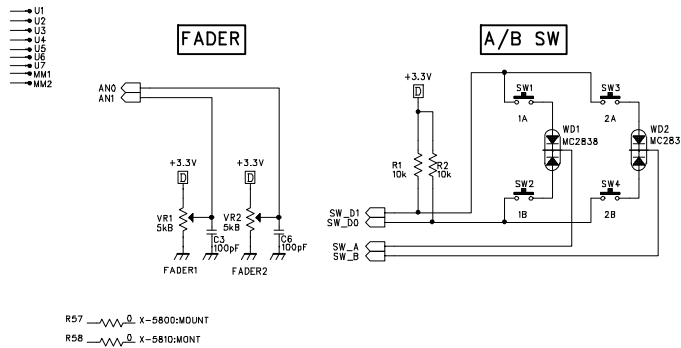 U1
U2
U3
U4
U5
U6
U7
MM1
MM2
FADER
A/B SW
AN0
AN1
+3.3V
D
VR1
5kB
FADER1
C3
100pF
+3.3V
D
VR2
5kB
FADER2
C6
100pF
+3.3V
D
R1
10k
R2
10k
SW1
1A
SW3
2A
WD1
MC2838
WD2
MC283
SW2
1B
SW4
2B
SW_D1
SW_D0
SW_A
SW_B
R57 0 X-5800:MOUNT
R58 0 X-5810:MONT